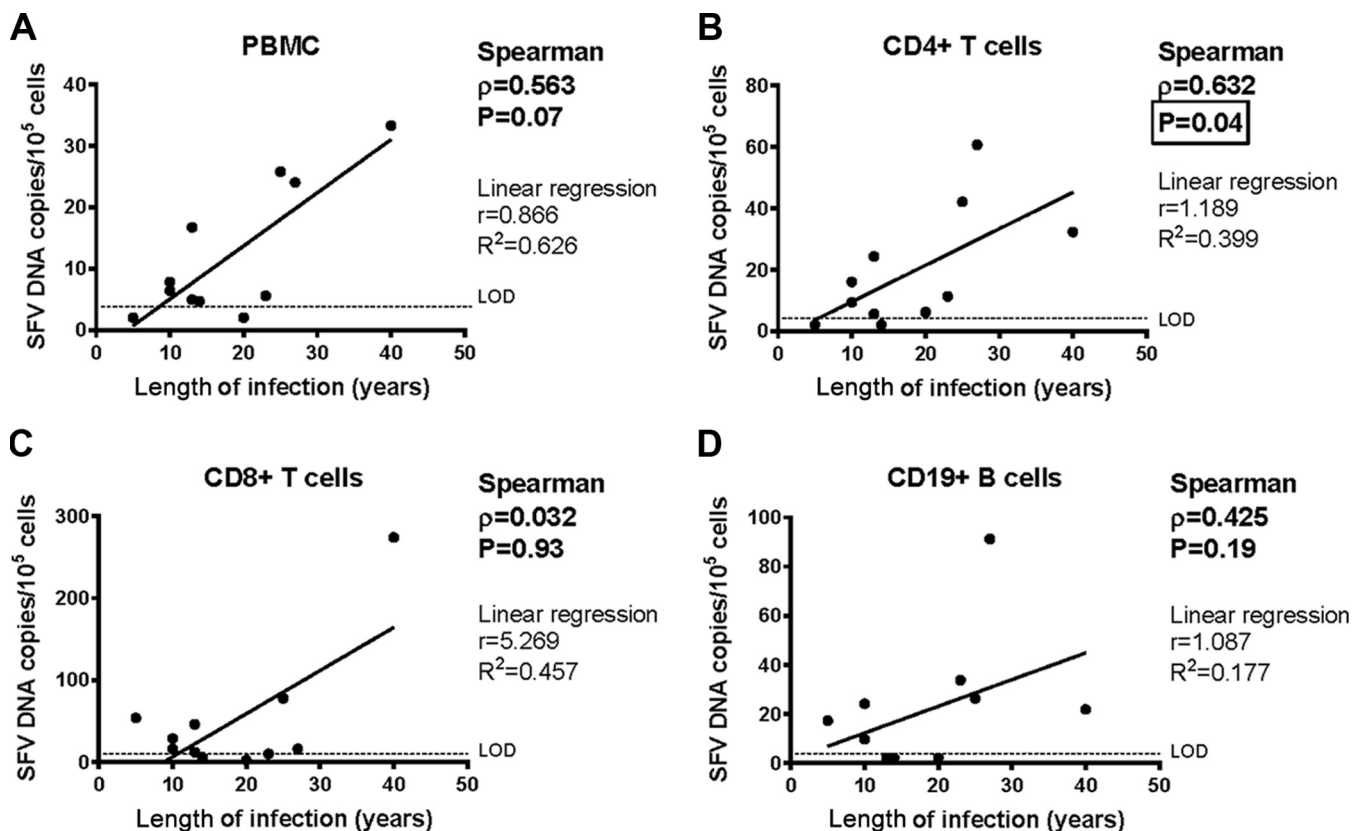 A
PBMC
Spearman
ρ=0.563
P=0.07
Linear regression
r=0.866
R²=0.626
LOD
SFV DNA copies/10⁵ cells
40
30
20
10
0
0 10 20 30 40 50
Length of infection (years)
B
CD4+ T cells
Spearman
ρ=0.632
P=0.04
Linear regression
r=1.189
R²=0.399
LOD
SFV DNA copies/10⁵ cells
80
60
40
20
0
0 10 20 30 40 50
Length of infection (years)
C
CD8+ T cells
Spearman
ρ=0.032
P=0.93
Linear regression
r=5.269
R²=0.457
LOD
SFV DNA copies/10⁵ cells
300
200
100
0
0 10 20 30 40 50
Length of infection (years)
D
CD19+ B cells
Spearman
ρ=0.425
P=0.19
Linear regression
r=1.087
R²=0.177
LOD
SFV DNA copies/10⁵ cells
100
80
60
40
20
0
0 10 20 30 40 50
Length of infection (years)